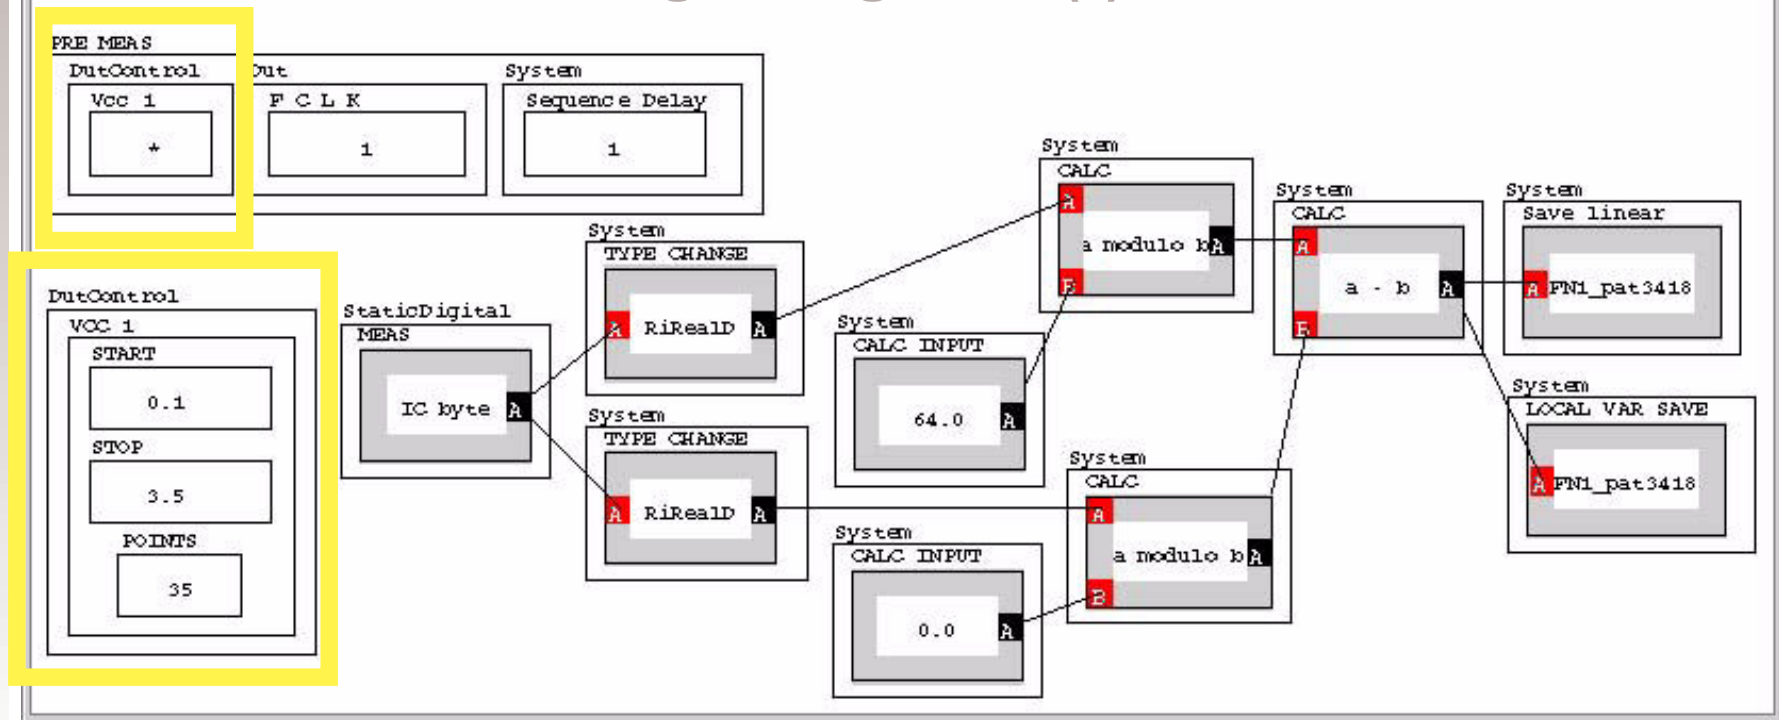 PRE MEAS
DutControl
Vcc 1
*
Out
F C L K
1
System
Sequence Delay
1
DutControl
VCC 1
START
0.1
STOP
3.5
POINTS
35
StaticDigital
MEAS
IC byte A
System
TYPE CHANGE
A RiRealD A
System
TYPE CHANGE
A RiRealD A
System
CALC INPUT
64.0 A
System
CALC INPUT
0.0 A
System
CALC
A
a modulo b A
B
System
CALC
A
a modulo b A
B
System
CALC
A
a - b A
B
System
Save linear
A FN1_pat3418
System
LOCAL VAR SAVE
A FN1_pat3418